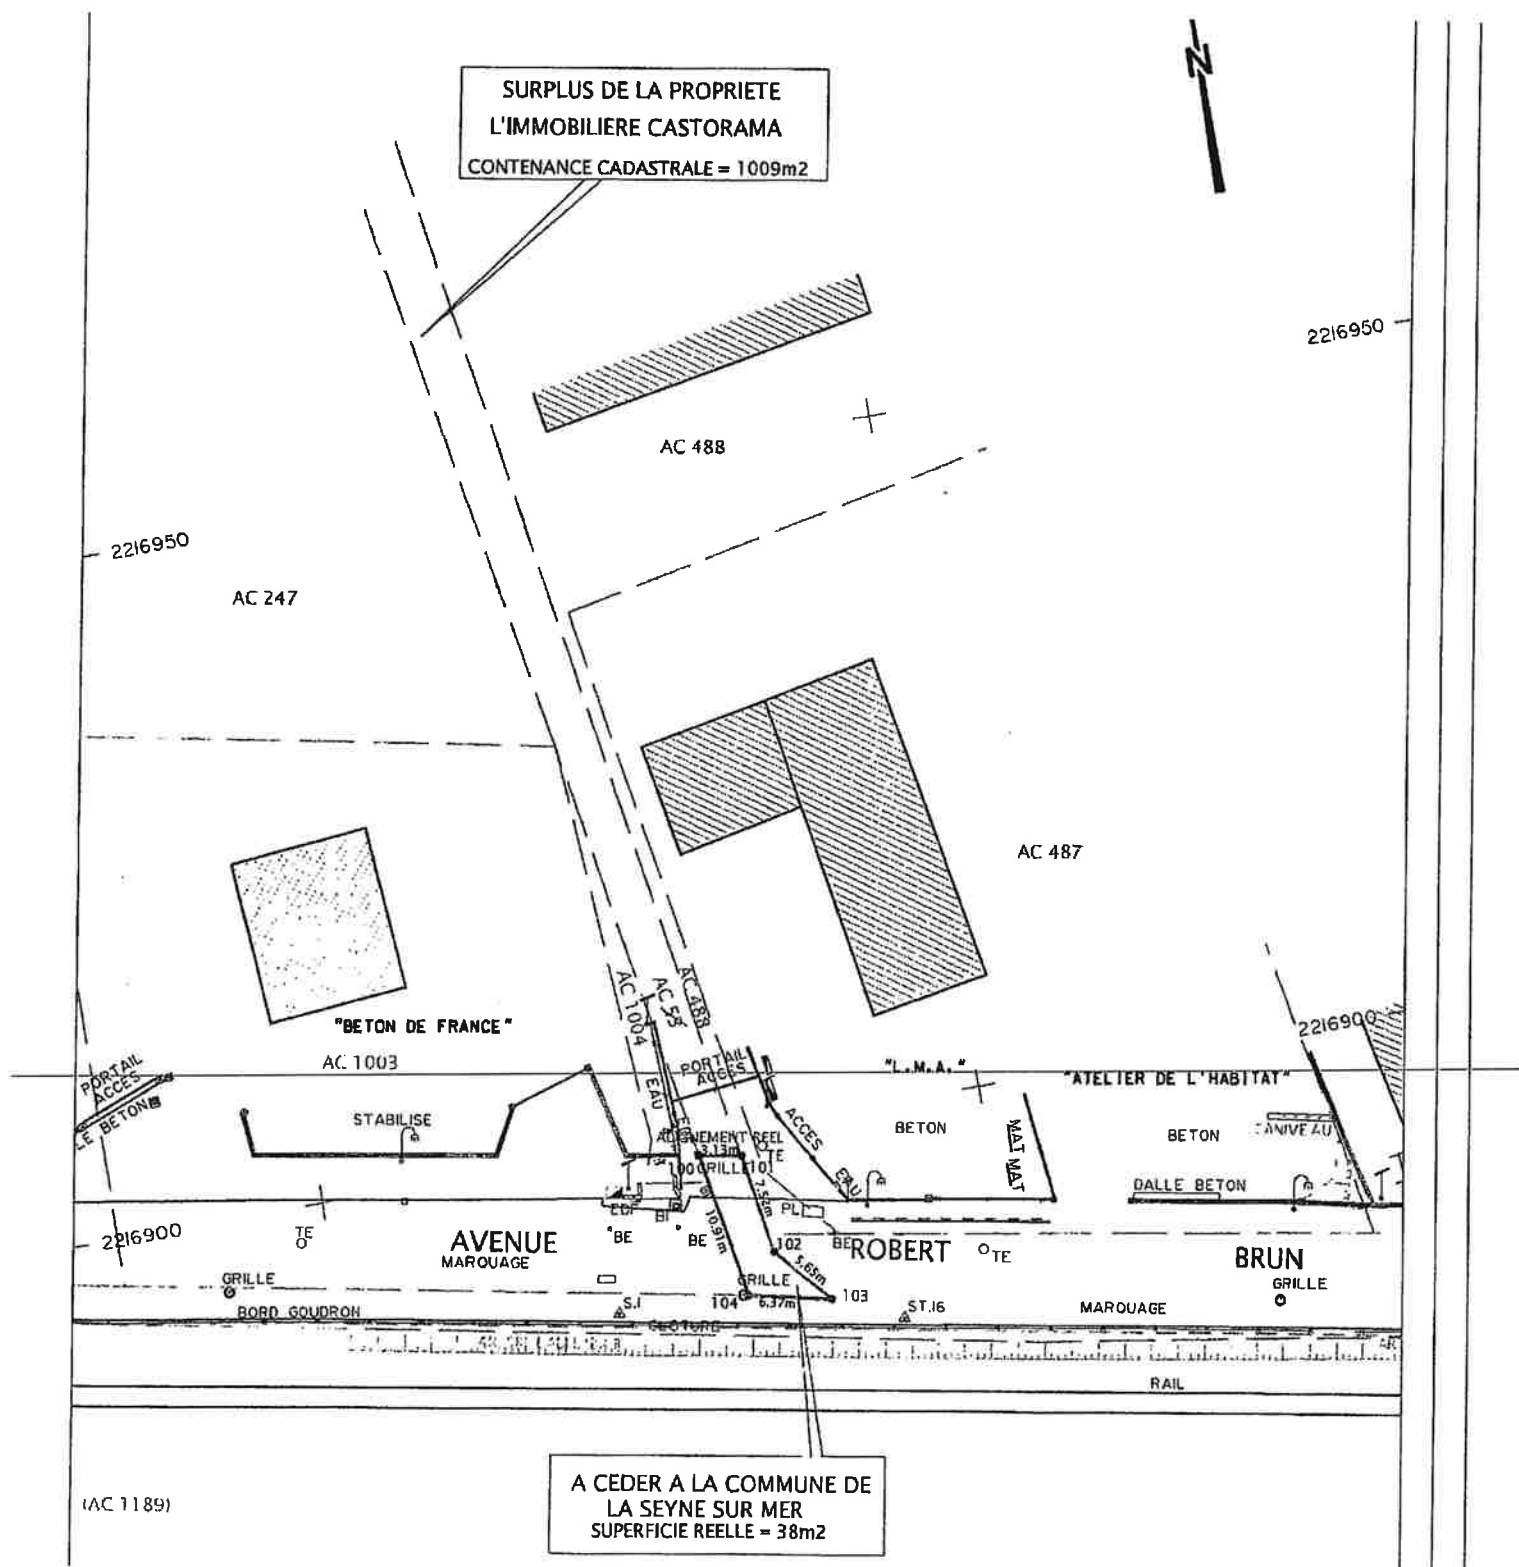 N
SURPLUS DE LA PROPRIETE
L'IMMOBILIERE CASTORAMA
CONTENANCE CADASTRALE = 1009m2
2216950
AC 488
2216950
AC 247
AC 487
AC 1004
AC 58
AC 488
"BETON DE FRANCE"
2216900
AC 1003
PORTAIL
ACCES
PORTAIL
ACCES
"L.M.A."
"ATELIER DE L'HABITAT"
LE BETON
STABILISE
EAU
ACCES
BETON
MAT MAT
BETON
CANIVEAU
ALIGNEMENT REEL
3.13m
TE
100 GRILLE 101
EAU
DALLE BETON
7.52m
PL
EDF
BI
10.91m
2216900
TE
AVENUE
"BE
" BE
102
BE
ROBERT
TE
BRUN
MAROUAGE
5.65m
GRILLE
GRILLE
GRILLE
BORD GOUDRON
S.1
104
6.37m
103
ST.16
MAROUAGE
CLOTURE
RAIL
A CEDER A LA COMMUNE DE
LA SEYNE SUR MER
SUPERFICIE REELLE = 38m2
(AC 1189)